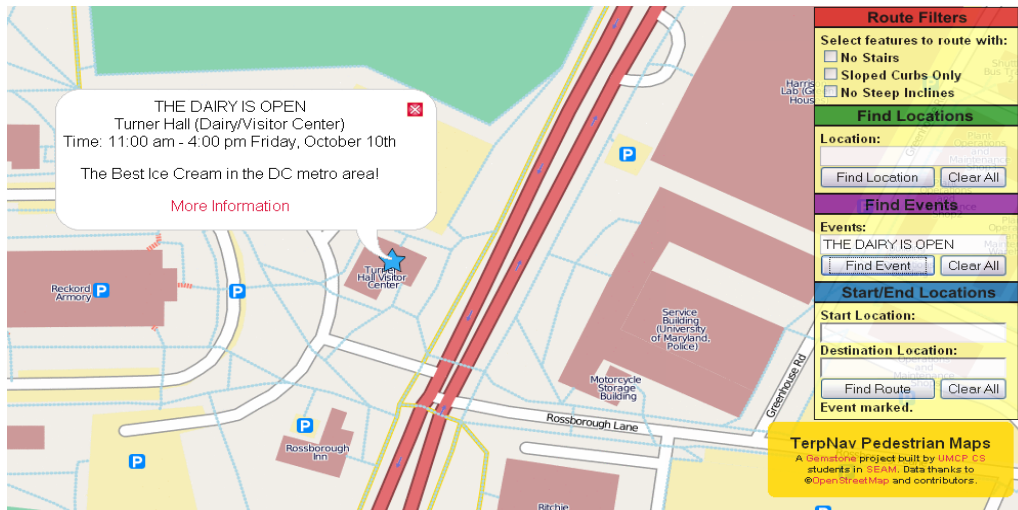 THE DAIRY IS OPEN
Turner Hall (Dairy/Visitor Center)
Time: 11:00 am - 4:00 pm Friday, October 10th
The Best Ice Cream in the DC metro area!
More Information
Turner
Hall Visitor
Center
Reckord
Armory
P
P
P
P
P
Rossborough
Inn
Service
Building
(University
of Maryland,
Police)
Motorcycle
Storage
Building
Rossborough Lane
Greenhouse Rd
Ritchie
Harris
Lab (Gr
Hous
Route Filters
Select features to route with:
No Stairs
Sloped Curbs Only
No Steep Inclines
Find Locations
Location:
Find Location
Clear All
Find Events
Events:
THE DAIRY IS OPEN
Find Event
Clear All
Start/End Locations
Start Location:
Destination Location:
Find Route
Clear All
Event marked.
TerpNav Pedestrian Maps
A Gemstone project built by UMCP CS
students in SEAM. Data thanks to
©OpenStreetMap and contributors.